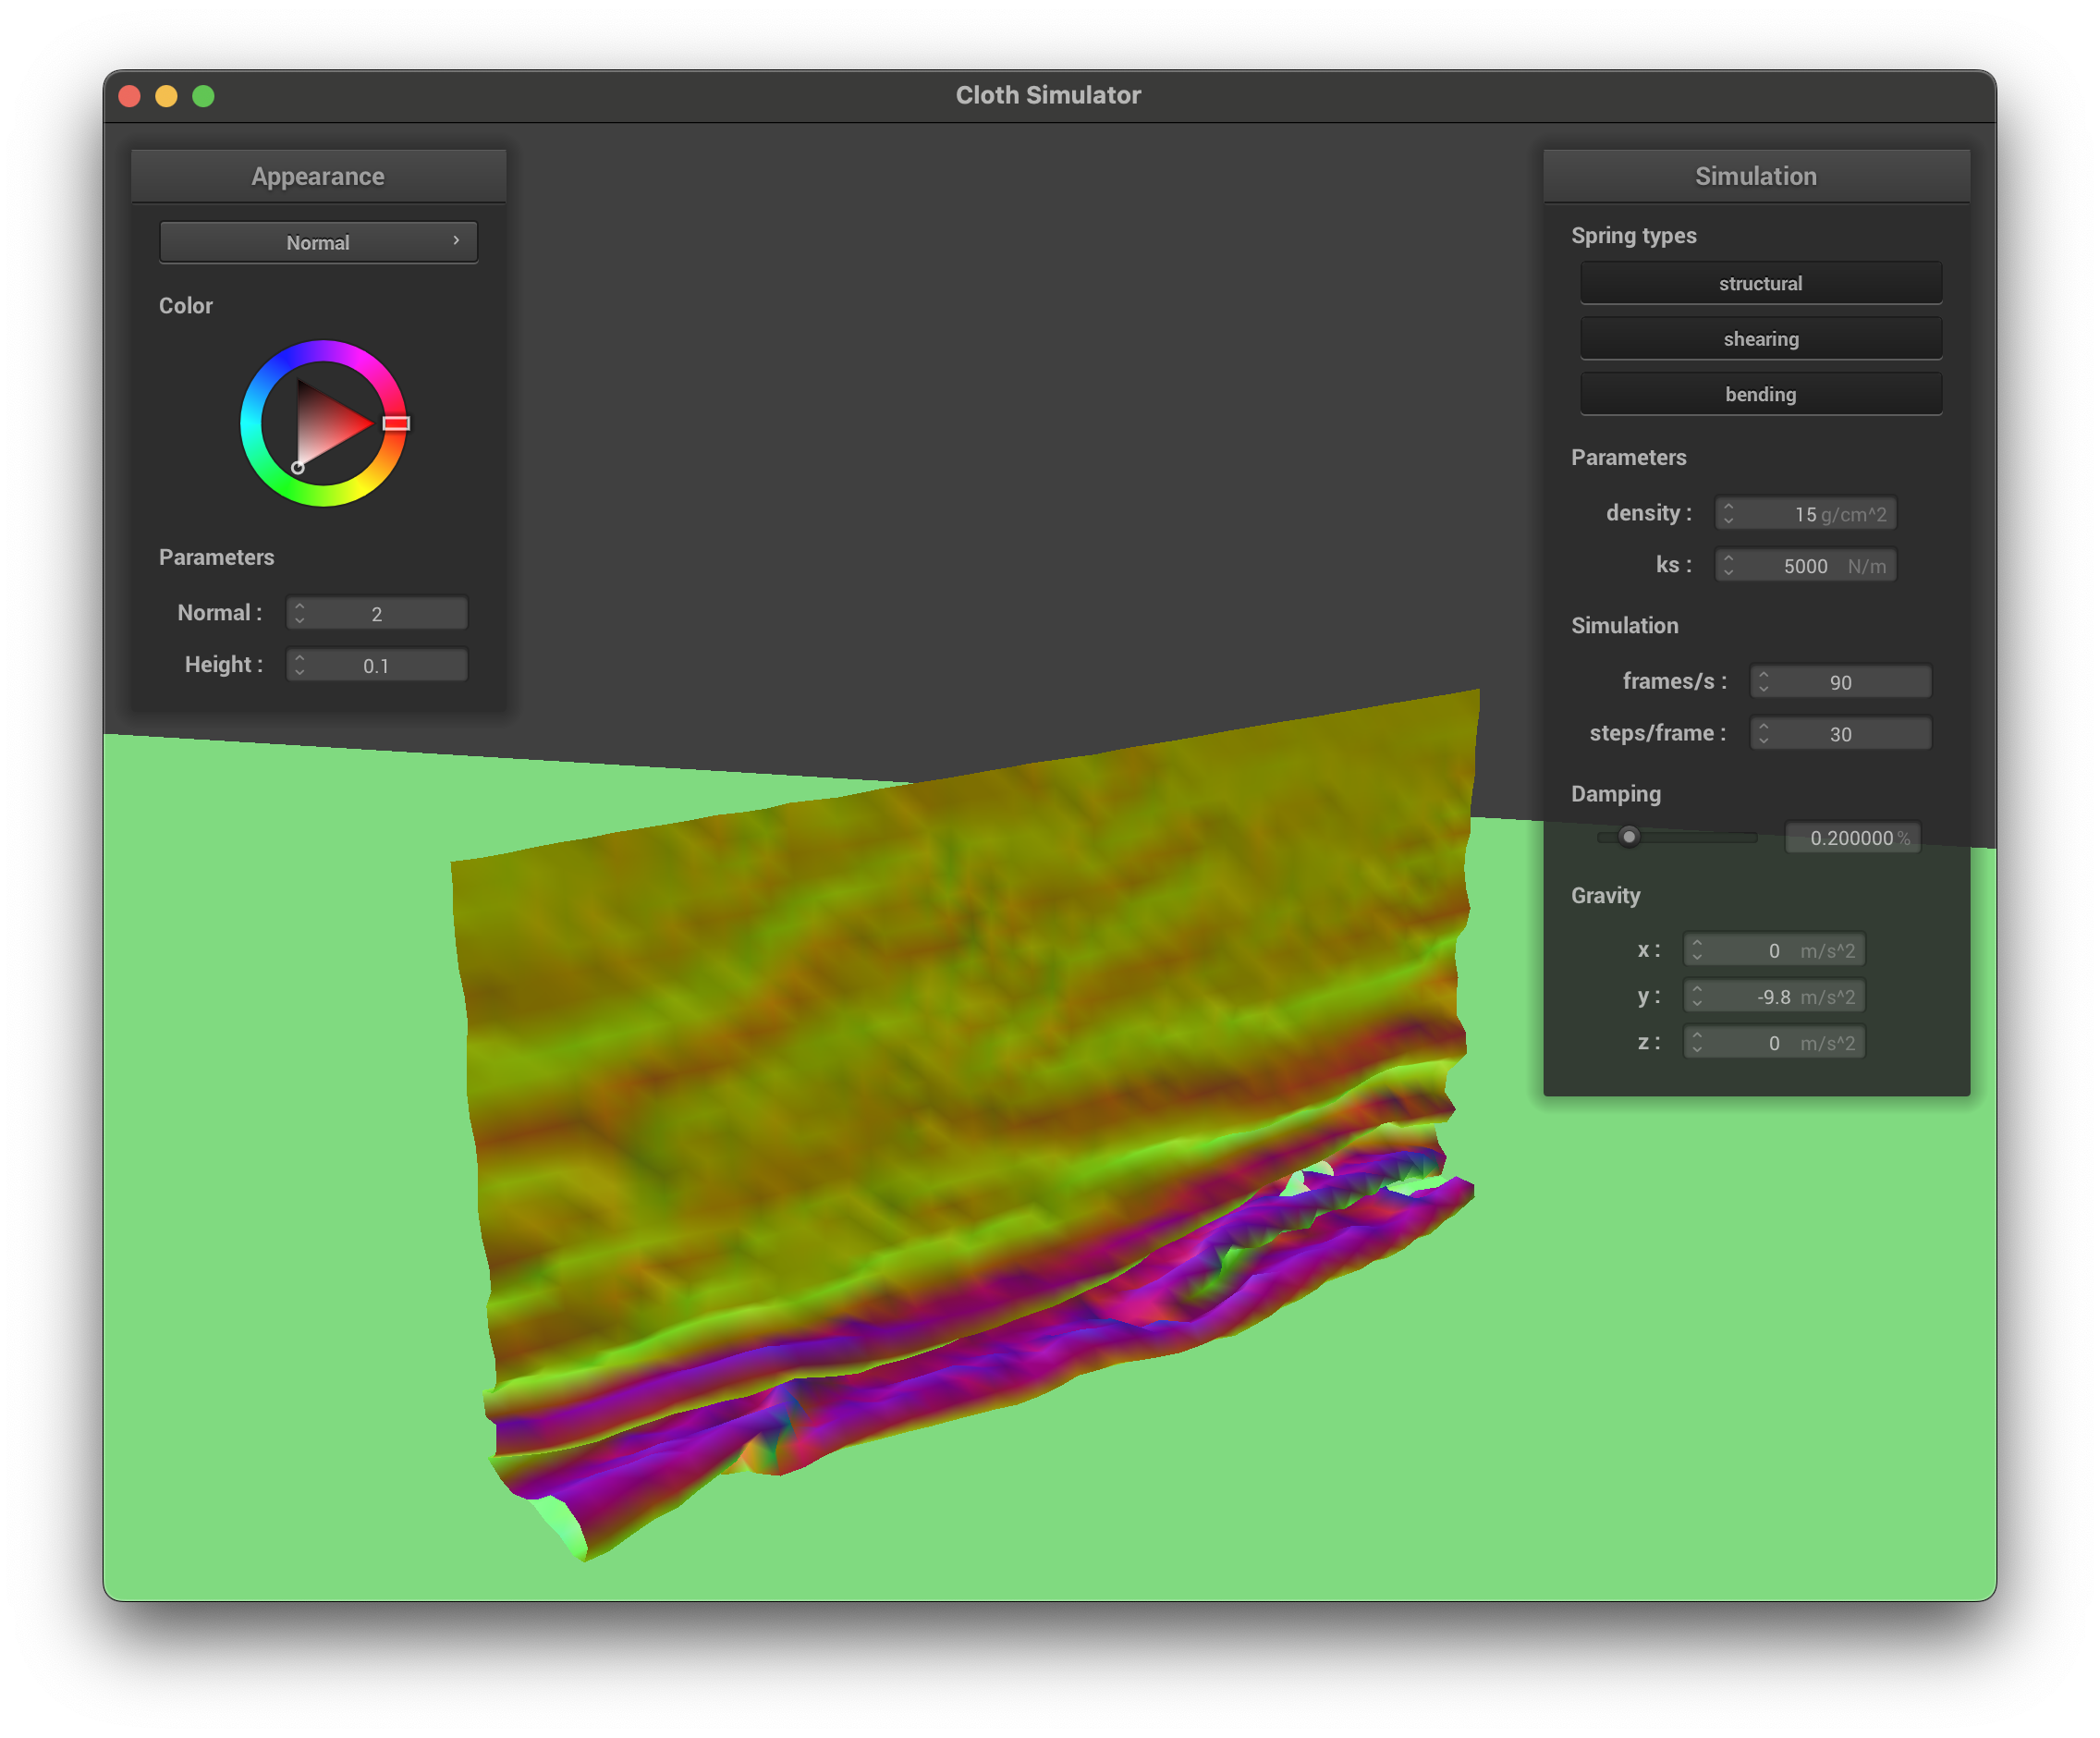 Cloth Simulator
Appearance
Normal
Color
Parameters
Normal : 2
Height : 0.1
Simulation
Spring types
structural
shearing
bending
Parameters
density : 15 g/cm^2
ks : 5000 N/m
Simulation
frames/s : 90
steps/frame : 30
Damping
0.200000 %
Gravity
x : 0 m/s^2
y : -9.8 m/s^2
z : 0 m/s^2